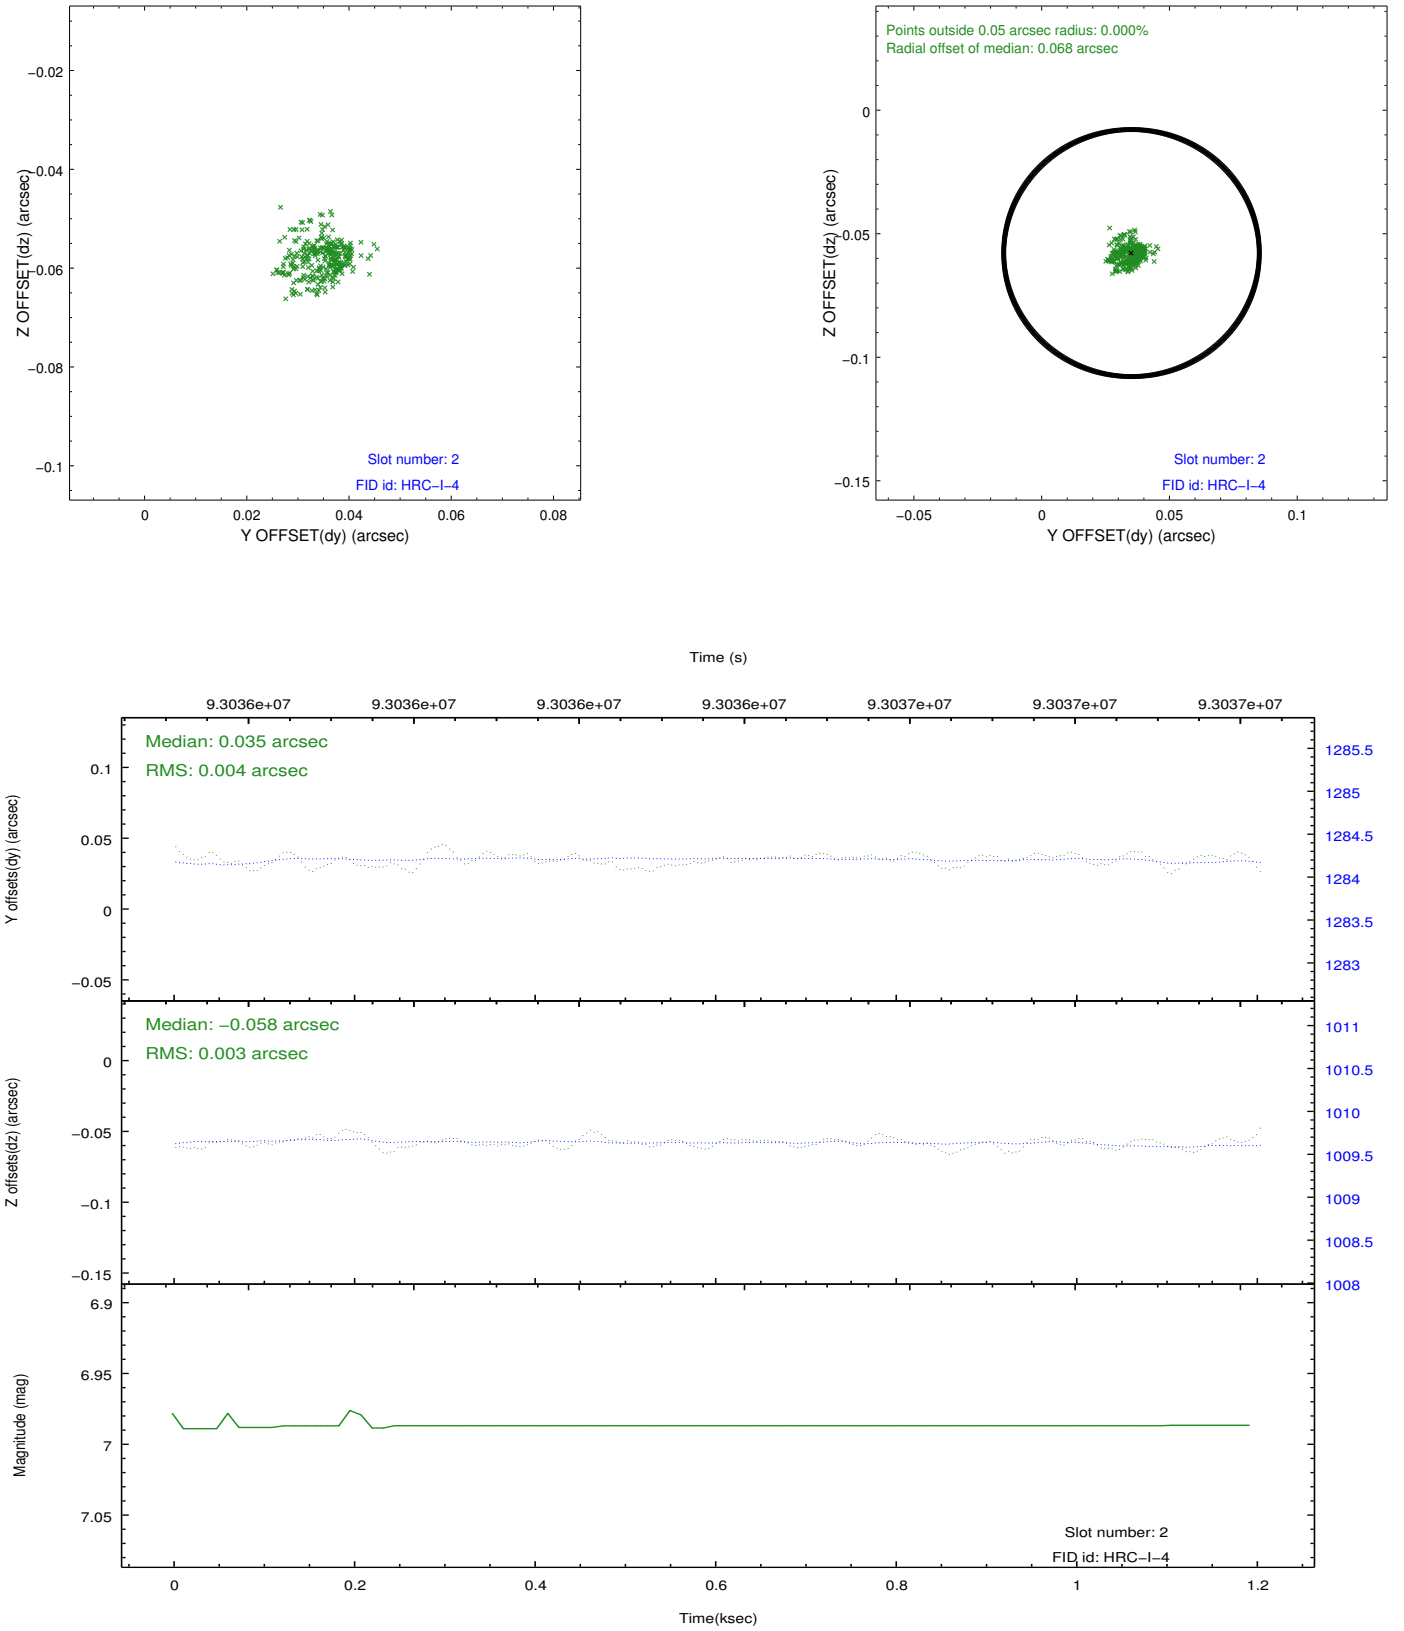 −0.02
−0.04
−0.06
−0.08
−0.1
Z OFFSET(dz) (arcsec)
Slot number: 2
FID id: HRC−I−4
0 0.02 0.04 0.06 0.08
Y OFFSET(dy) (arcsec)
Points outside 0.05 arcsec radius: 0.000%
Radial offset of median: 0.068 arcsec
0
−0.05
−0.1
−0.15
Z OFFSET(dz) (arcsec)
Slot number: 2
FID id: HRC−I−4
−0.05 0 0.05 0.1
Y OFFSET(dy) (arcsec)
Time (s)
9.3036e+07 9.3036e+07 9.3036e+07 9.3036e+07 9.3037e+07 9.3037e+07 9.3037e+07
Median: 0.035 arcsec
RMS: 0.004 arcsec
0.1
0.05
0
−0.05
Y offsets(dy) (arcsec)
1285.5
1285
1284.5
1284
1283.5
1283
Median: −0.058 arcsec
RMS: 0.003 arcsec
0
−0.05
−0.1
−0.15
Z offsets(dz) (arcsec)
1011
1010.5
1010
1009.5
1009
1008.5
1008
6.9
6.95
7
7.05
Magnitude (mag)
Slot number: 2
FID id: HRC−I−4
0 0.2 0.4 0.6 0.8 1 1.2
Time(ksec)